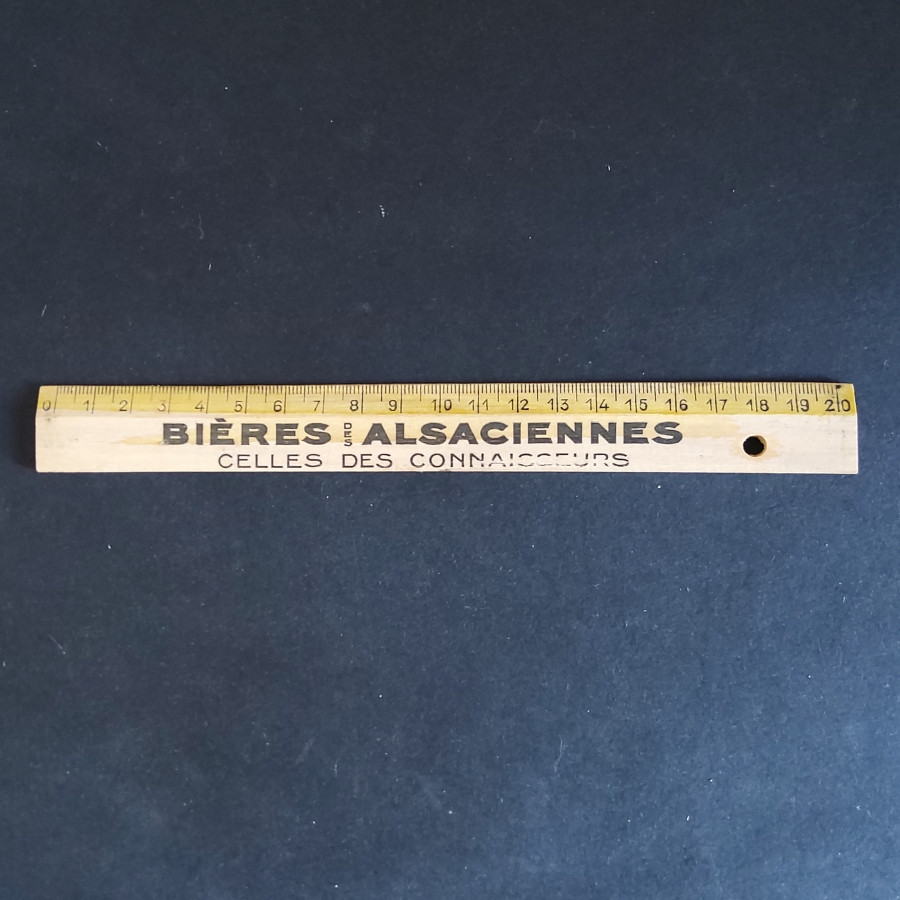 0 1 2 3 4 5 6 7 8 9 10 11 12 13 14 15 16 17 18 19 20
BIÈRES DES ALSACIENNES
CELLES DES CONNAISSEURS